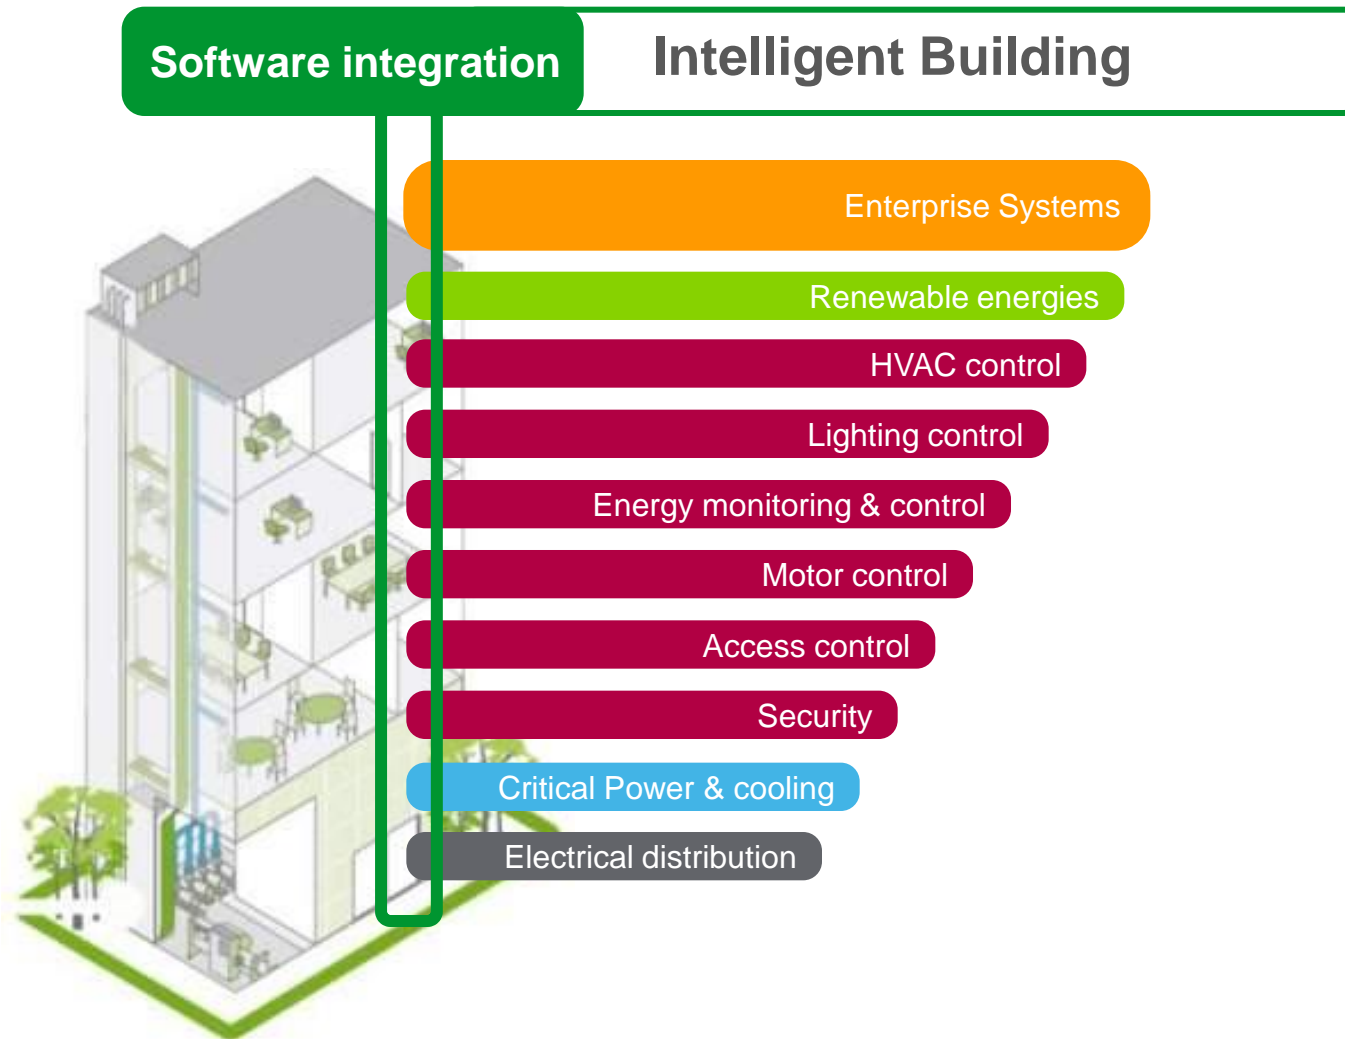 Software integration
Intelligent Building
Enterprise Systems
Renewable energies
HVAC control
Lighting control
Energy monitoring & control
Motor control
Access control
Security
Critical Power & cooling
Electrical distribution